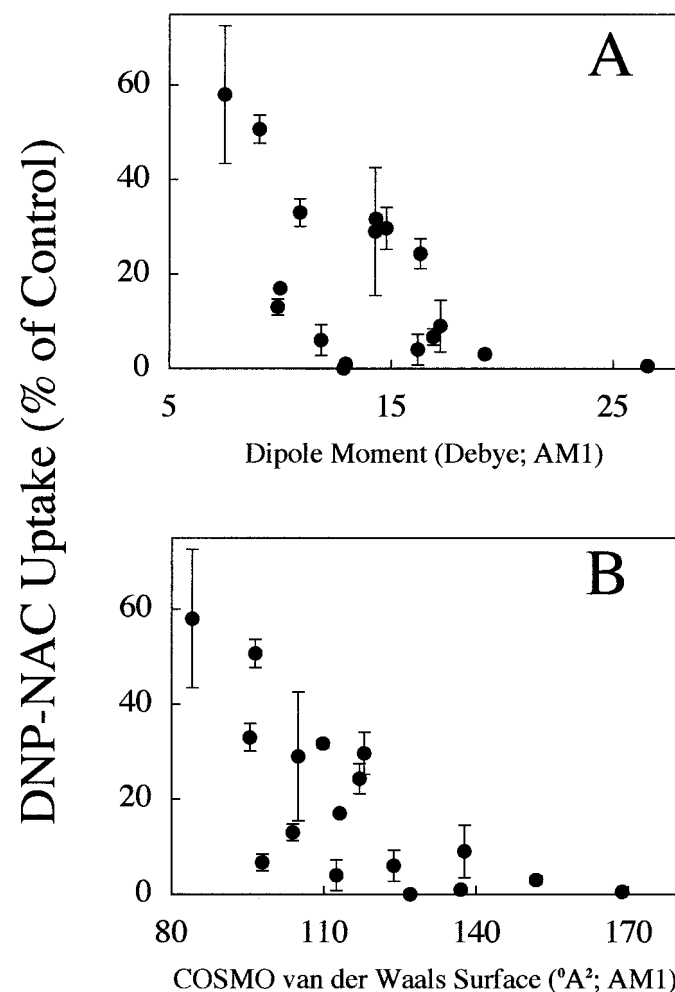 DNP-NAC Uptake (% of Control)
A
60
40
20
0
5 15 25
Dipole Moment (Debye; AM1)
B
60
40
20
0
80 110 140 170
COSMO van der Waals Surface (⁰A²; AM1)